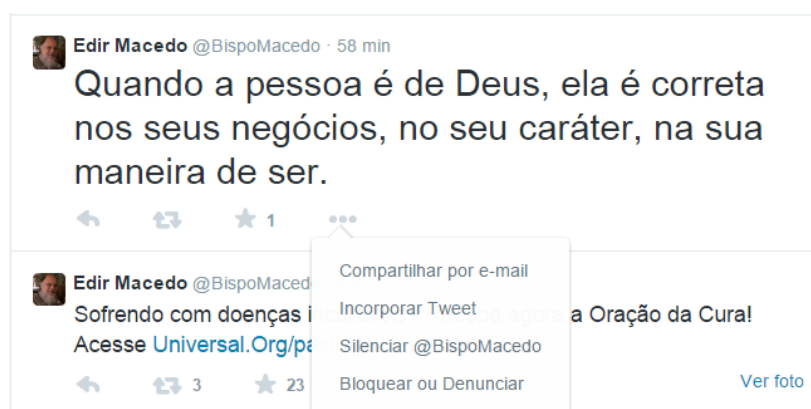 Edir Macedo @BispoMacedo · 58 min
Quando a pessoa é de Deus, ela é correta
nos seus negócios, no seu caráter, na sua
maneira de ser.
1
Compartilhar por e-mail
Incorporar Tweet
Silenciar @BispoMacedo
Bloquear ou Denunciar
Edir Macedo @BispoMaced
Sofrendo com doenças a Oração da Cura!
Acesse Universal.Org/pa
3 23
Ver foto